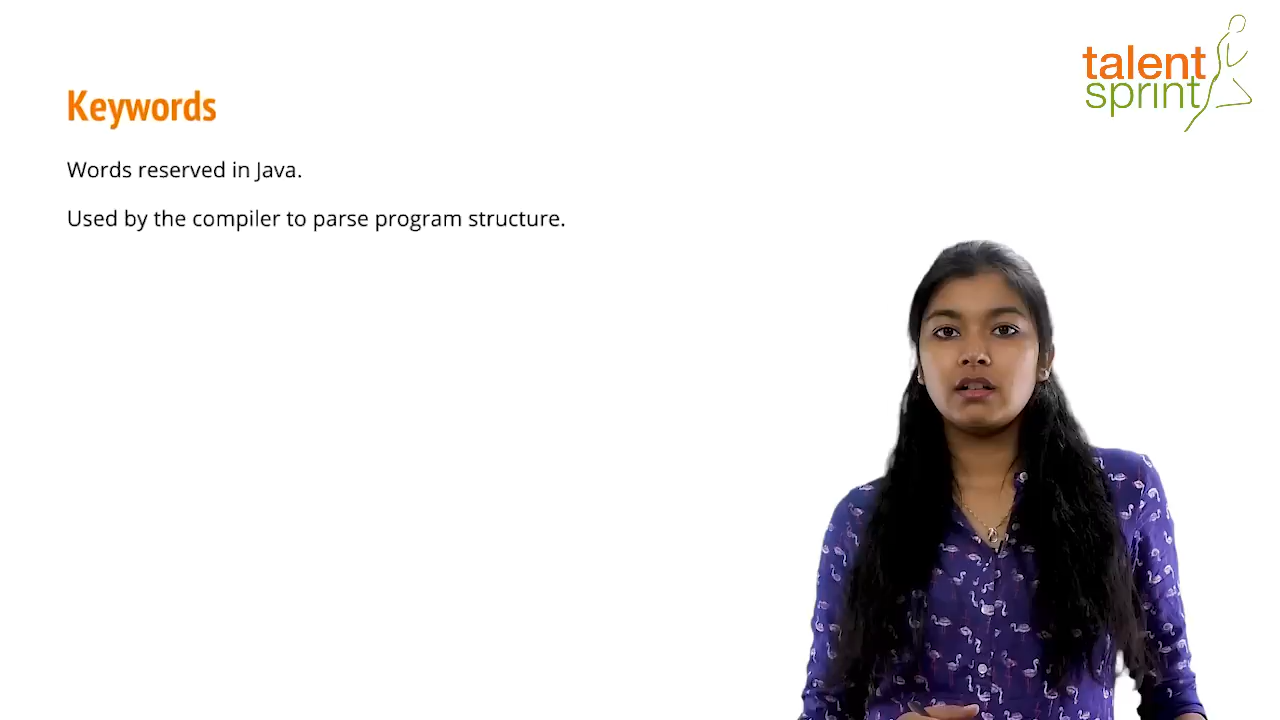 talent
sprint
Keywords
Words reserved in Java.
Used by the compiler to parse program structure.